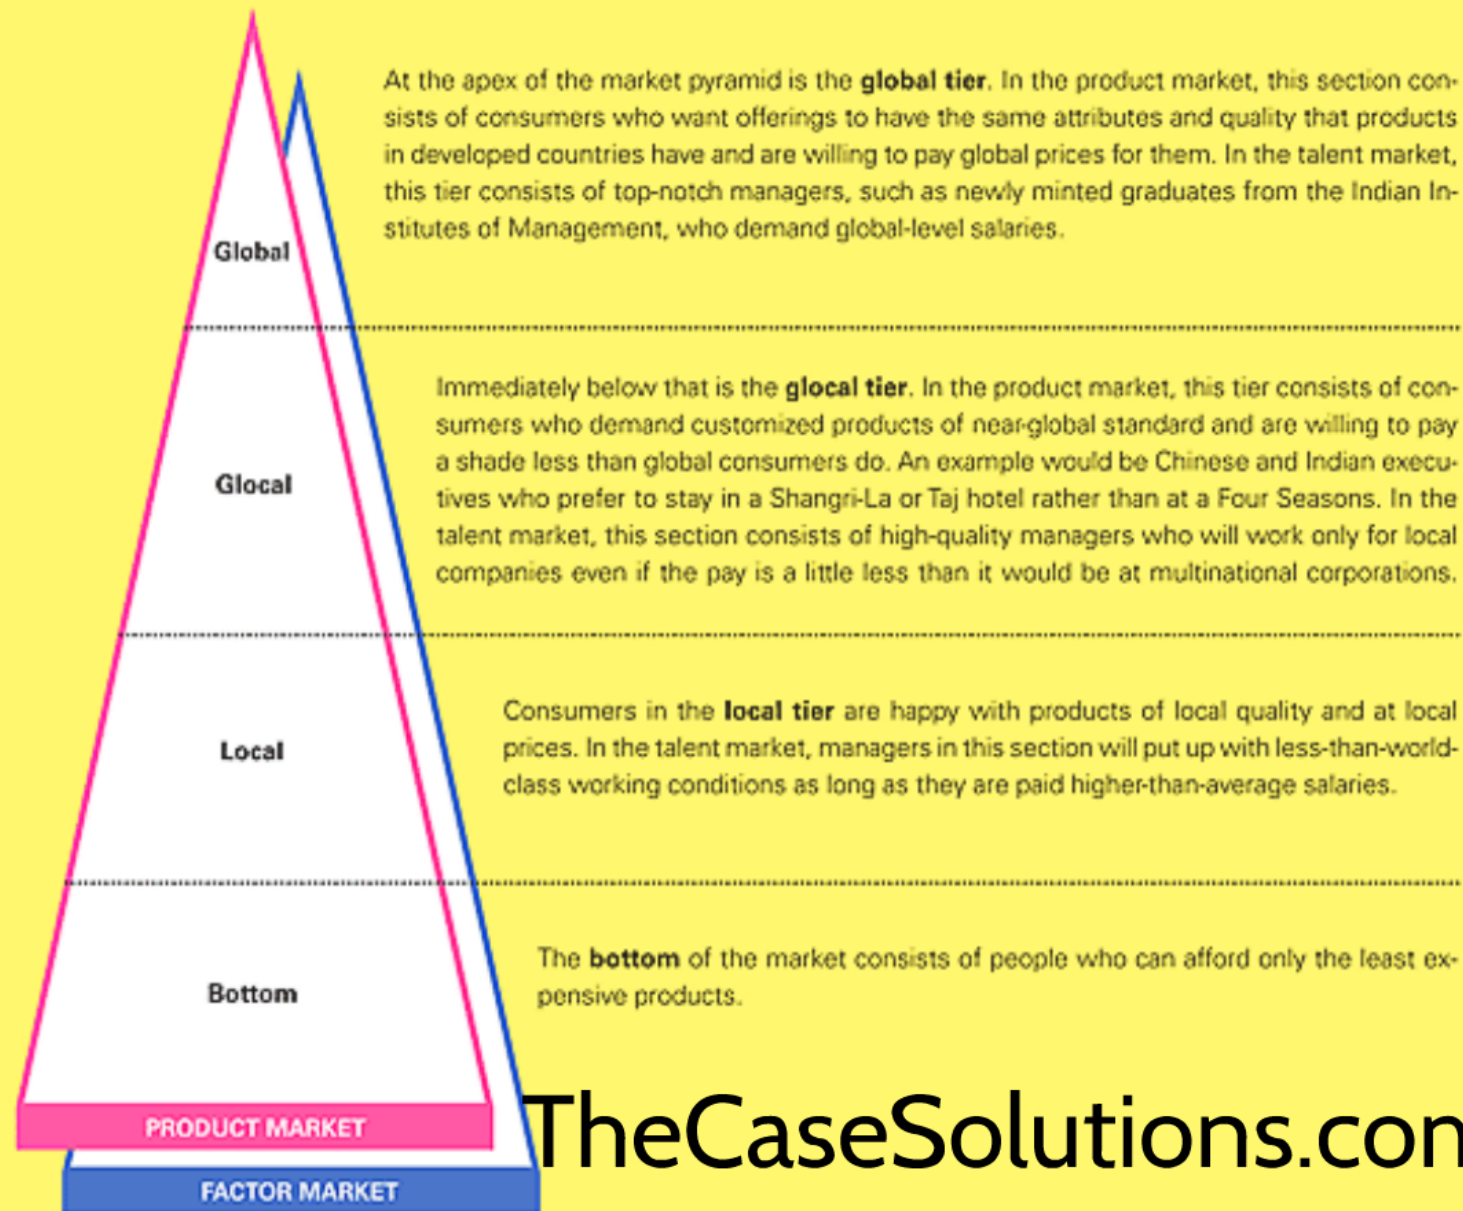 At the apex of the market pyramid is the global tier. In the product market, this section con-
sists of consumers who want offerings to have the same attributes and quality that products
in developed countries have and are willing to pay global prices for them. In the talent market,
this tier consists of top-notch managers, such as newly minted graduates from the Indian In-
stitutes of Management, who demand global-level salaries.
Global
Immediately below that is the glocal tier. In the product market, this tier consists of con-
sumers who demand customized products of near-global standard and are willing to pay
a shade less than global consumers do. An example would be Chinese and Indian execu-
tives who prefer to stay in a Shangri-La or Taj hotel rather than at a Four Seasons. In the
talent market, this section consists of high-quality managers who will work only for local
companies even if the pay is a little less than it would be at multinational corporations.
Glocal
Consumers in the local tier are happy with products of local quality and at local
prices. In the talent market, managers in this section will put up with less-than-world-
class working conditions as long as they are paid higher-than-average salaries.
Local
The bottom of the market consists of people who can afford only the least ex-
pensive products.
Bottom
PRODUCT MARKET
FACTOR MARKET
TheCaseSolutions.com